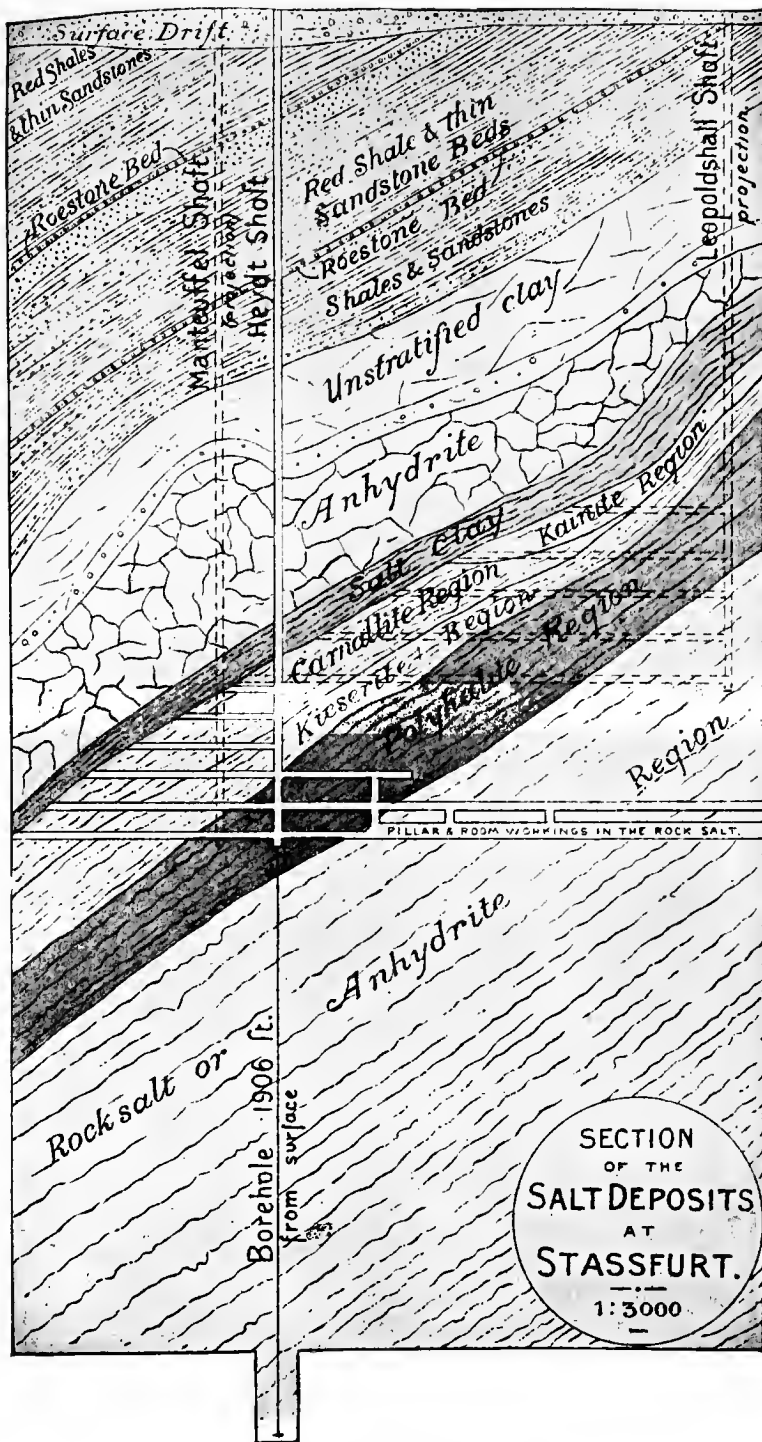 Surface Drift
Red Shales
& thin Sandstones
Roestone Bed
Manteuffel Shaft
(projection)
Heydt Shaft
Red Shale & thin
Sandstone Beds
Roestone Bed
Shales & Sandstones
Leopoldshall Shaft
projection
Unstratified clay
Anhydrite
Salt clay
Kainite Region
Carnallite Region
Kieserite Region
Polyhalite Region
Region
PILLAR & ROOM WORKINGS IN THE ROCK SALT.
Anhydrite
Rocksalt or
Borehole 1906 ft.
from surface
SECTION
OF THE
SALT DEPOSITS
AT
STASSFURT.
1:3000